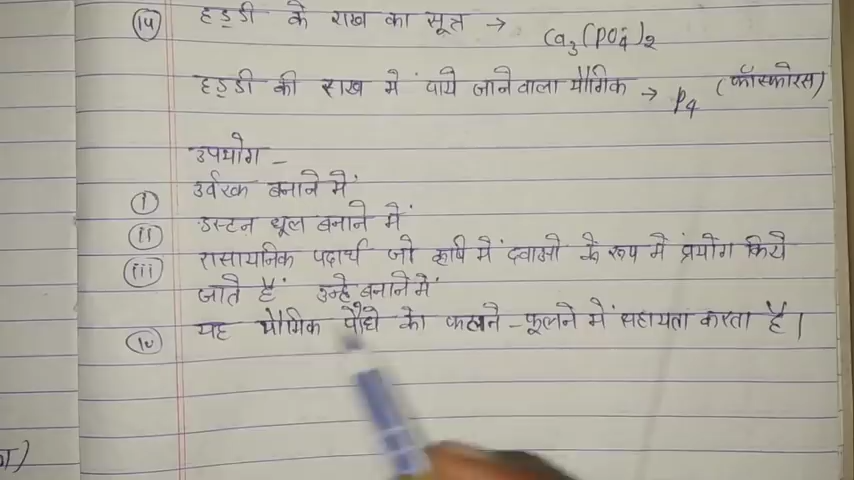 (14) हड्डी के राख का सूत्र → Ca₃(PO₄)₂
हड्डी की राख में पाये जाने वाला यौगिक → P₄ (फॉस्फोरस)
उपयोग -
(i) उर्वरक बनाने में
(ii) डस्टन धूल बनाने में
(iii) रासायनिक पदार्थ जो कृषि में दवाओ के रूप में प्रयोग किये
जाते हैं उन्हे बनाने में
(iv) यह यौगिक पौधे को फलने - फूलने में सहायता करता है।